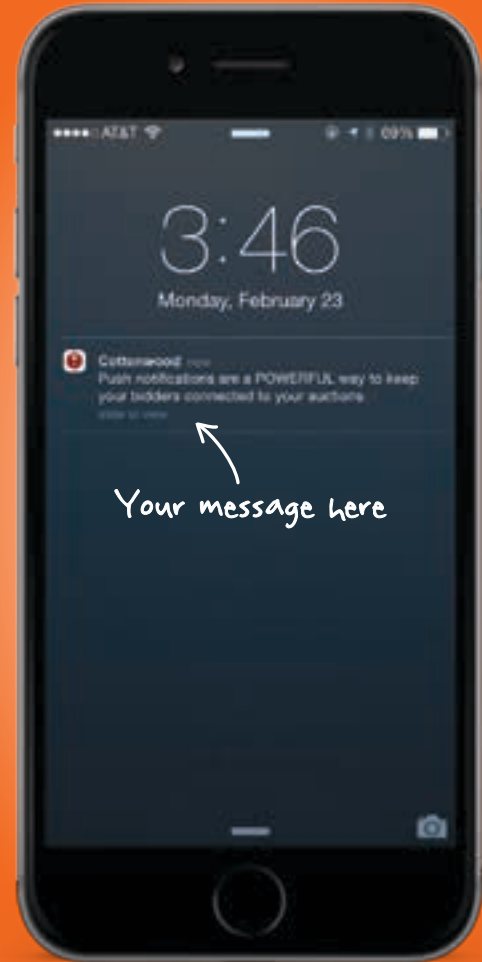 AT&T 69%
3:46
Monday, February 23
Cottonwood now
Push notifications are a POWERFUL way to keep
your bidders connected to your auctions.
slide to view
Your message here